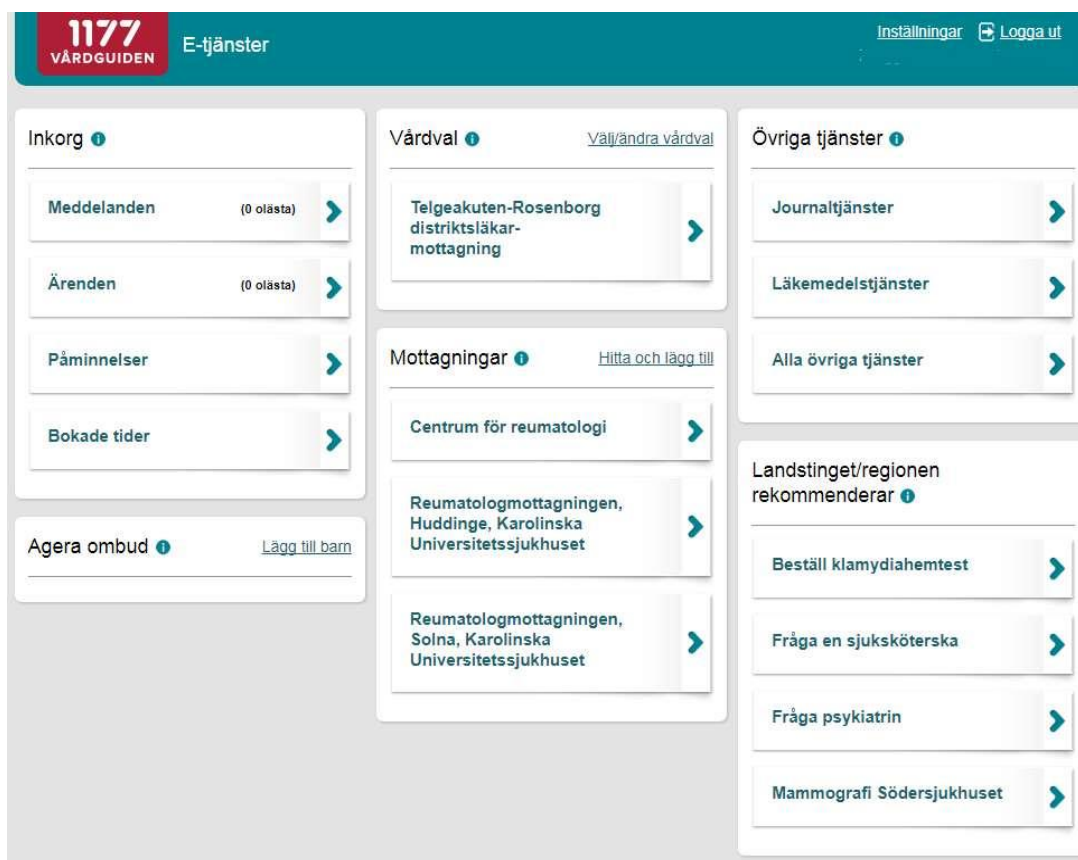 1177
VÅRDGUIDEN
E-tjänster
Inställningar
Logga ut
Inkorg
Meddelanden (0 olästa)
Ärenden (0 olästa)
Påminnelser
Bokade tider
Agera ombud Lägg till barn
Vårdval Välj/ändra vårdval
Telgeakuten-Rosenborg
distriktsläkar-
mottagning
Mottagningar Hitta och lägg till
Centrum för reumatologi
Reumatologmottagningen,
Huddinge, Karolinska
Universitetssjukhuset
Reumatologmottagningen,
Solna, Karolinska
Universitetssjukhuset
Övriga tjänster
Journaltjänster
Läkemedelstjänster
Alla övriga tjänster
Landstinget/regionen
rekommenderar
Beställ klamydiahemtest
Fråga en sjuksköterska
Fråga psykiatrin
Mammografi Södersjukhuset